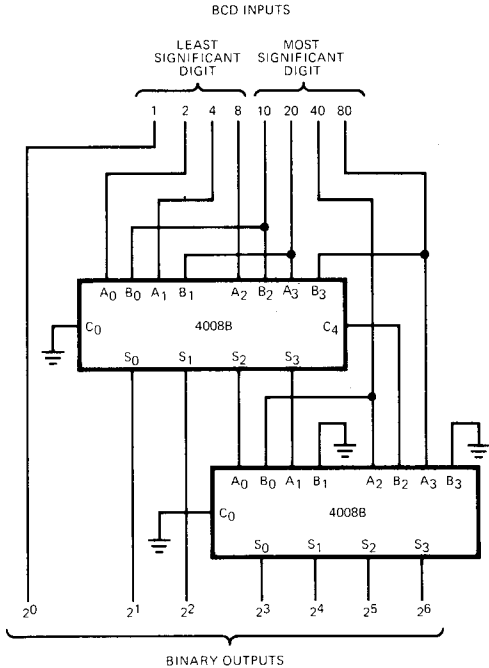 BCD INPUTS
LEAST SIGNIFICANT DIGIT
MOST SIGNIFICANT DIGIT
1 2 4 8 10 20 40 80
A0 B0 A1 B1 A2 B2 A3 B3
C0 4008B C4
S0 S1 S2 S3
A0 B0 A1 B1 A2 B2 A3 B3
C0 4008B
S0 S1 S2 S3
2^0 2^1 2^2 2^3 2^4 2^5 2^6
BINARY OUTPUTS